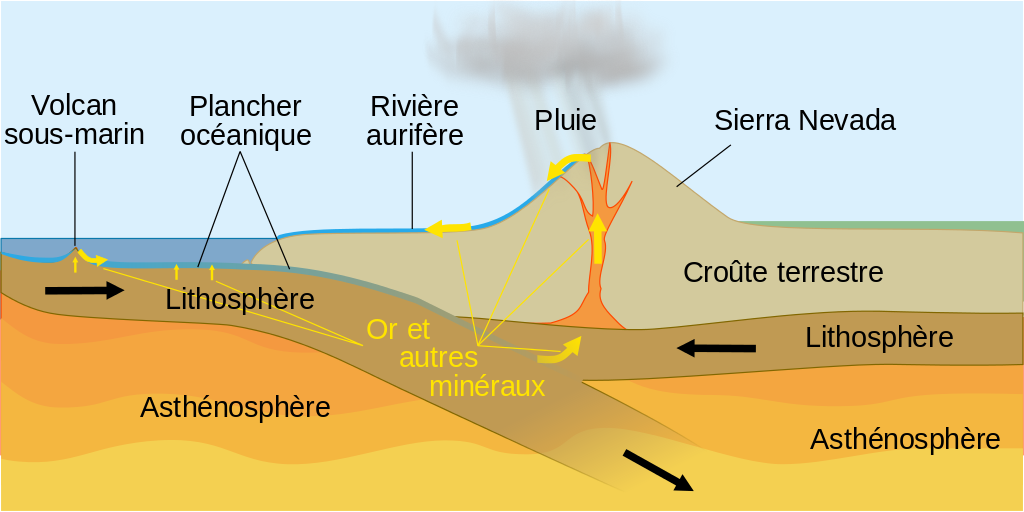 Volcan
sous-marin
Plancher
océanique
Rivière
aurifère
Pluie
Sierra Nevada
Croûte terrestre
Lithosphère
Or et
autres
minéraux
Lithosphère
Asthénosphère
Asthénosphère